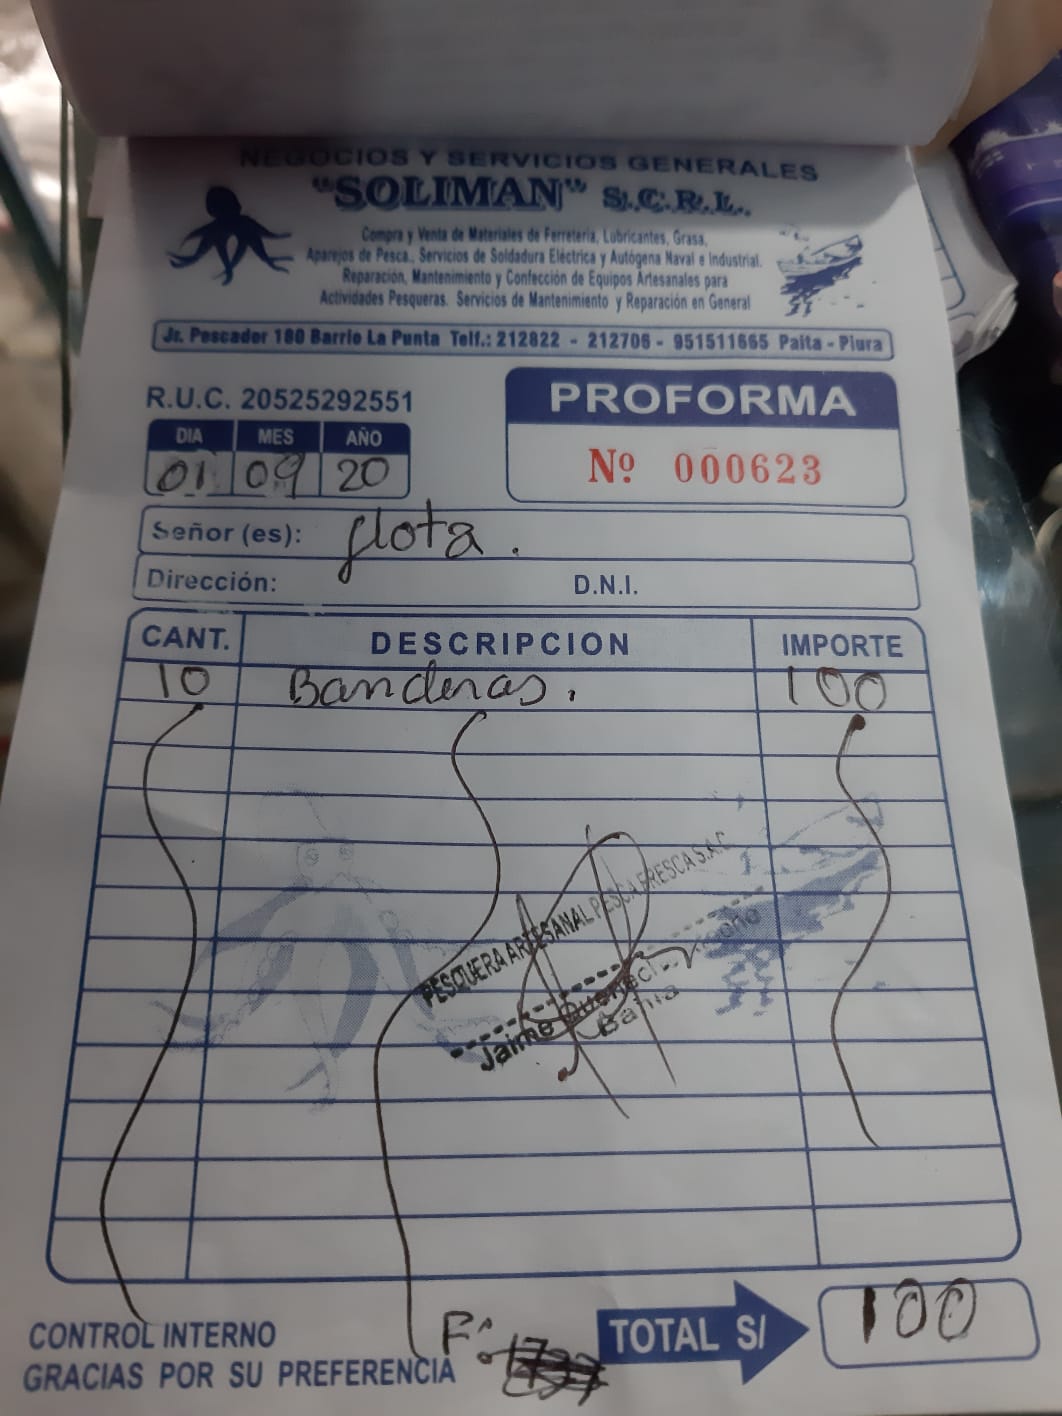 NEGOCIOS Y SERVICIOS GENERALES
"SOLIMAN" S.C.R.L.
Compra y Venta de Materiales de Ferretería, Lubricantes, Grasa,
Aparejos de Pesca, Servicios de Soldadura Eléctrica y Autógena Naval e Industrial.
Reparación, Mantenimiento y Confección de Equipos Artesanales para
Actividades Pesqueras. Servicios de Mantenimiento y Reparación en General
Jr. Pescador 180 Barrio La Punta Telf.: 212822 - 212706 - 951511665 Paita - Piura
R.U.C. 20525292551
PROFORMA
DIA MES AÑO
01 09 20
Nº 000623
Señor (es): flota.
Dirección: D.N.I.
CANT. DESCRIPCION IMPORTE
10 Banderas. 100
PESQUERA ARTESANAL PESCA FRESCA S.A.C.
Jaime
Bahia
CONTROL INTERNO
GRACIAS POR SU PREFERENCIA
F:
TOTAL S/ 100